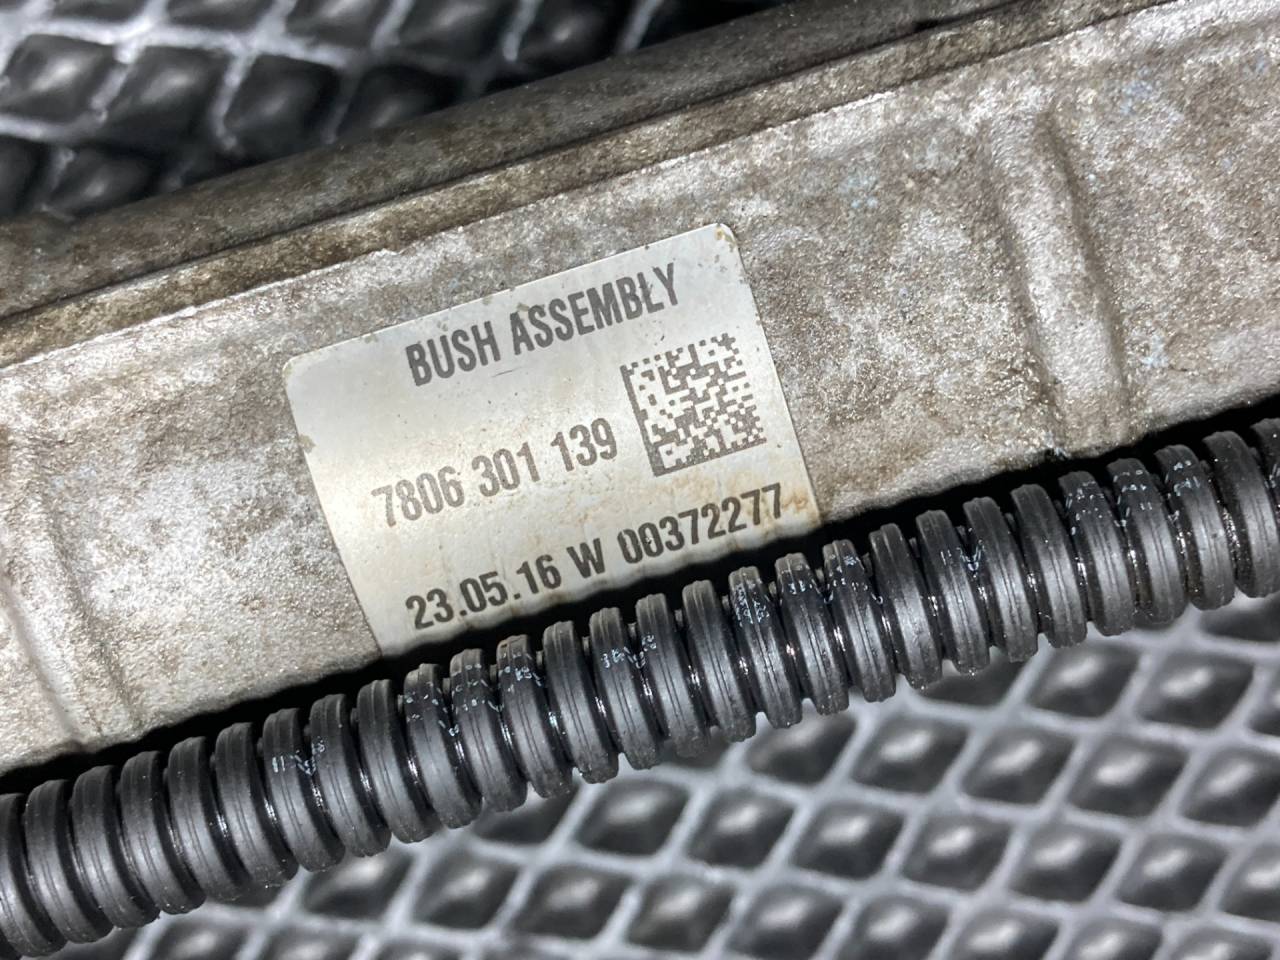 BUSH ASSEMBLY
7806 301 139
23.05.16 W 00372277